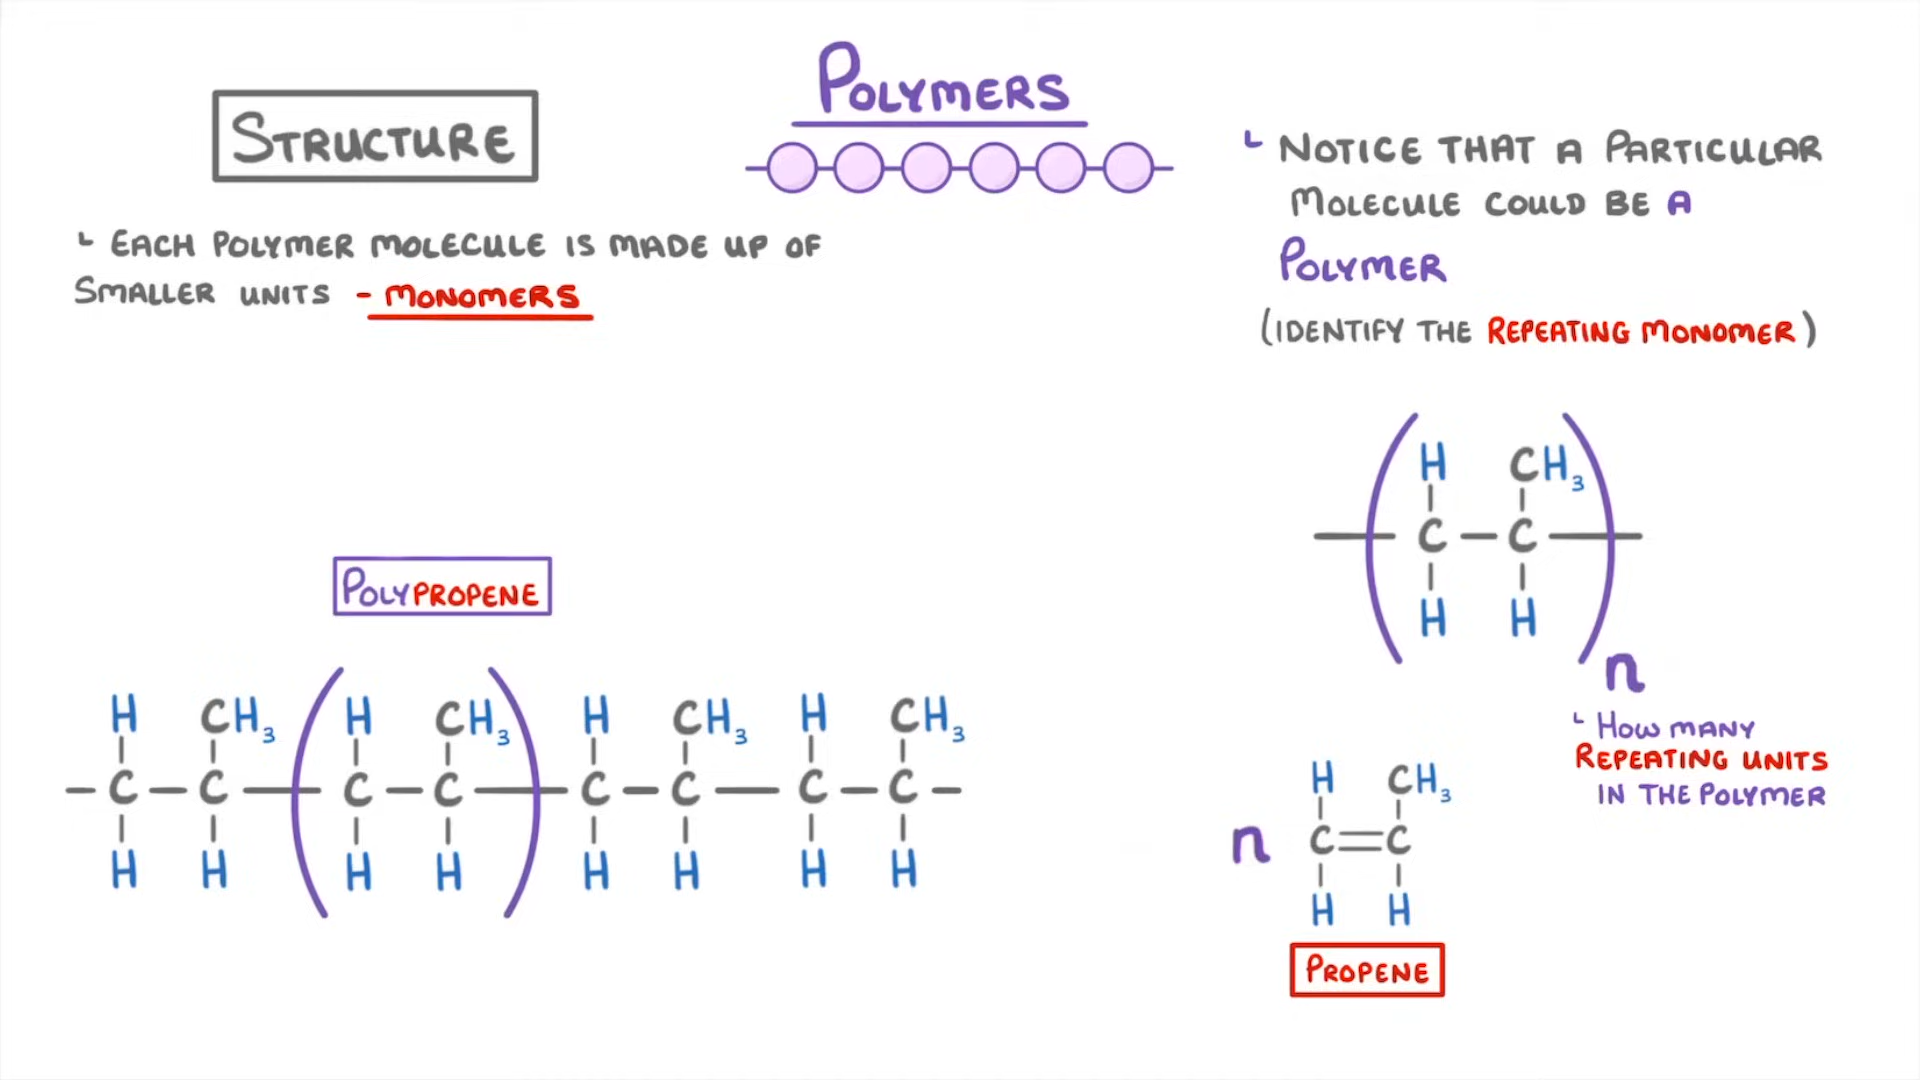 POLYMERS
STRUCTURE
EACH POLYMER MOLECULE IS MADE UP OF
SMALLER UNITS - MONOMERS
NOTICE THAT A PARTICULAR
MOLECULE COULD BE A
POLYMER
(IDENTIFY THE REPEATING MONOMER)
H CH3
C C
H H
n
HOW MANY
REPEATING UNITS
IN THE POLYMER
POLYPROPENE
H CH3 H CH3 H CH3 H CH3
C C C C C C C C
H H H H H H H H
H CH3
n C=C
H H
PROPENE